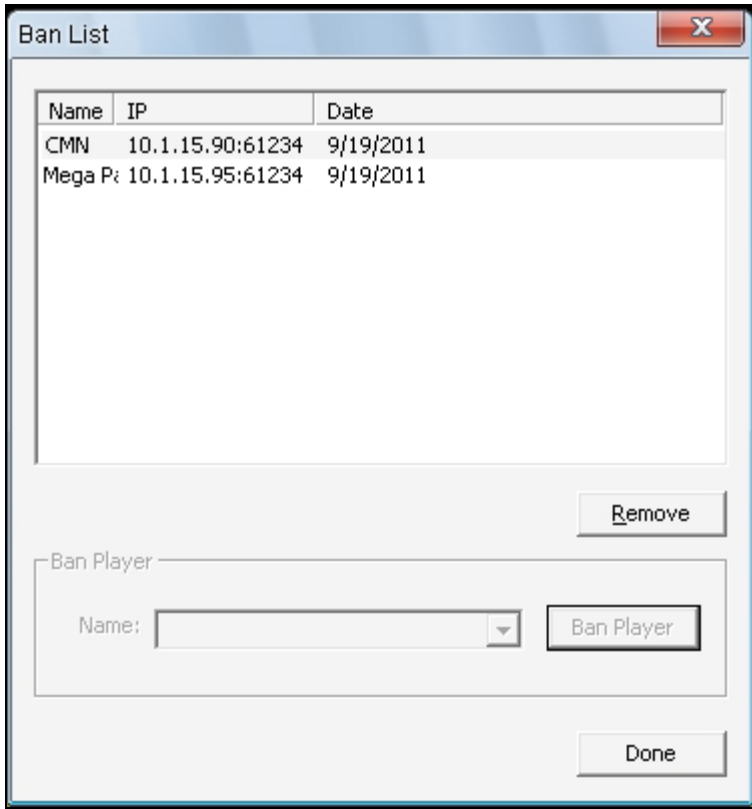 Ban List
Name IP Date
CMN 10.1.15.90:61234 9/19/2011
Mega 10.1.15.95:61234 9/19/2011
Remove
Ban Player
Name: Ban Player
Done